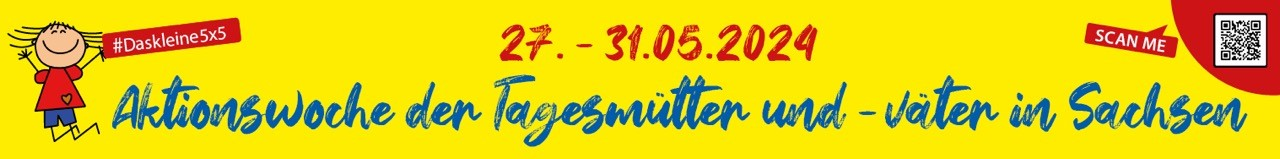 #Daskleine5x5
27. - 31.05.2024
SCAN ME
Aktionswoche der Tagesmütter und -väter in Sachsen